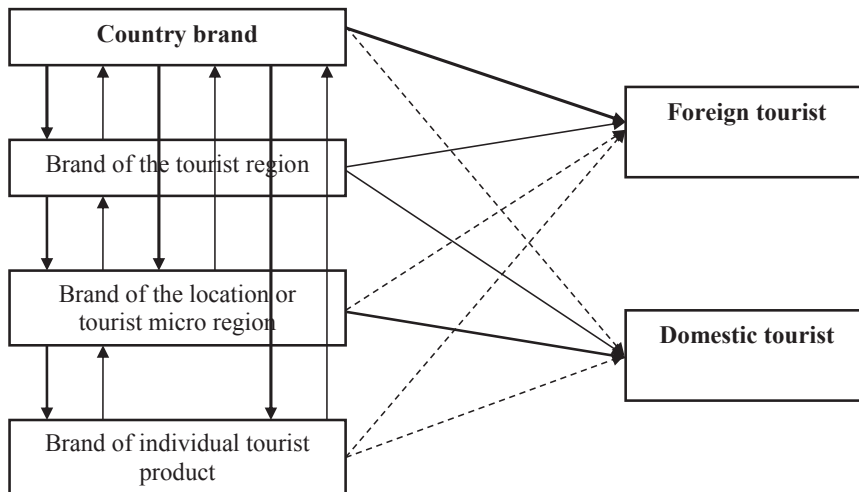 Country brand
Foreign tourist
Brand of the tourist region
Brand of the location or
tourist micro region
Domestic tourist
Brand of individual tourist
product